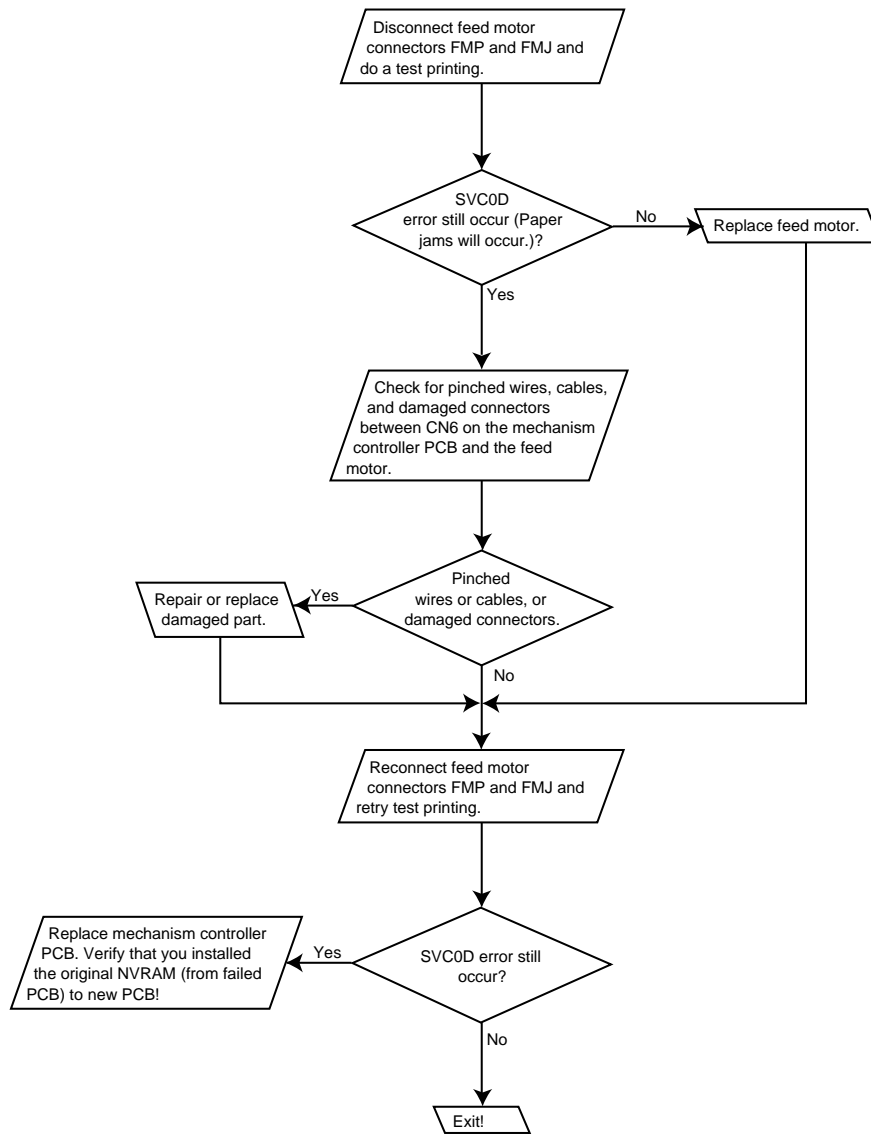 Disconnect feed motor
connectors FMP and FMJ and
do a test printing.
SVC0D
error still occur (Paper
jams will occur.)?
No
Replace feed motor.
Yes
Check for pinched wires, cables,
and damaged connectors
between CN6 on the mechanism
controller PCB and the feed
motor.
Pinched
wires or cables, or
damaged connectors.
Yes
Repair or replace
damaged part.
No
Reconnect feed motor
connectors FMP and FMJ and
retry test printing.
SVC0D error still
occur?
Yes
Replace mechanism controller
PCB. Verify that you installed
the original NVRAM (from failed
PCB) to new PCB!
No
Exit!